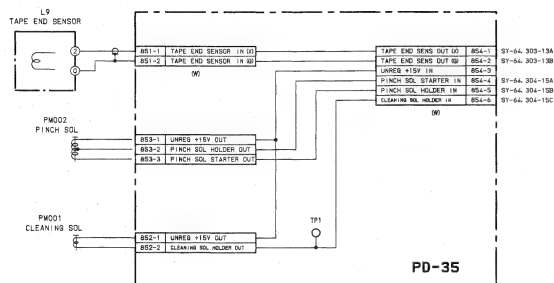 L9
TAPE END SENSOR
2
0
851-1 TAPE END SENSOR IN (X)
851-2 TAPE END SENSOR IN (G)
(W)
TAPE END SENS OUT (X) 854-1 SY-64, 303-13A
TAPE END SENS OUT (G) 854-2 SY-64, 303-13B
UNREG +15V IN 854-3
PINCH SOL STARTER IN 854-4 SY-64, 304-15A
PINCH SOL HOLDER IN 854-5 SY-64, 304-15B
CLEANING SOL HOLDER IN 854-6 SY-64, 304-15C
(W)
PM002
PINCH SOL
853-1 UNREG +15V OUT
853-2 PINCH SOL HOLDER OUT
853-3 PINCH SOL STARTER OUT
PM001
CLEANING SOL
852-1 UNREG +15V OUT
852-2 CLEANING SOL HOLDER OUT
TP1
PD-35